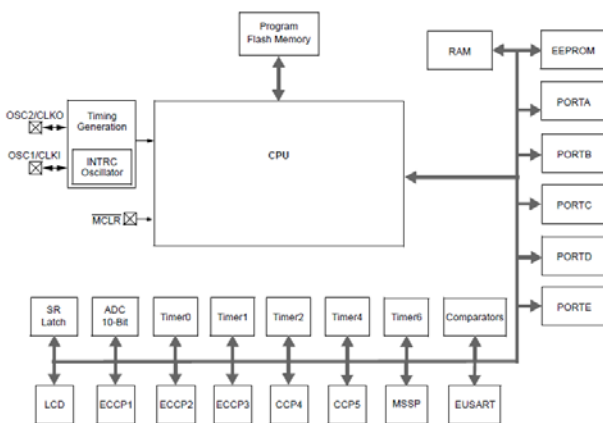 Program
Flash Memory
RAM
EEPROM
OSC2/CLKO
Timing
Generation
PORTA
OSC1/CLKI
INTRC
Oscillator
CPU
PORTB
PORTC
MCLR
PORTD
PORTE
SR
Latch
ADC
10-Bit
Timer0
Timer1
Timer2
Timer4
Timer6
Comparators
LCD
ECCP1
ECCP2
ECCP3
CCP4
CCP5
MSSP
EUSART